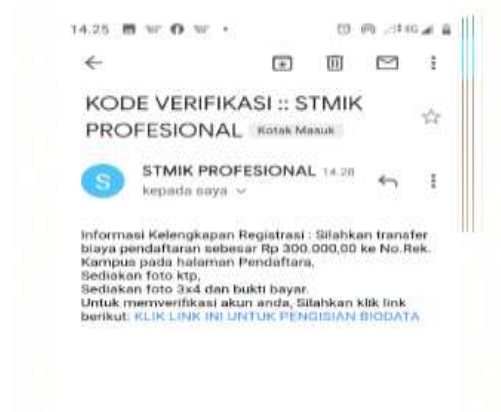 14.25
KODE VERIFIKASI :: STMIK
PROFESIONAL Kotak Masuk
S STMIK PROFESIONAL 14.28
kepada saya
Informasi Kelengkapan Registrasi : Silahkan transfer
biaya pendaftaran sebesar Rp 300.000,00 ke No.Rek.
Kampus pada halaman Pendaftara,
Sediakan foto ktp,
Sediakan foto 3x4 dan bukti bayar.
Untuk memverifikasi akun anda, Silahkan klik link
berikut: KLIK LINK INI UNTUK PENGISIAN BIODATA